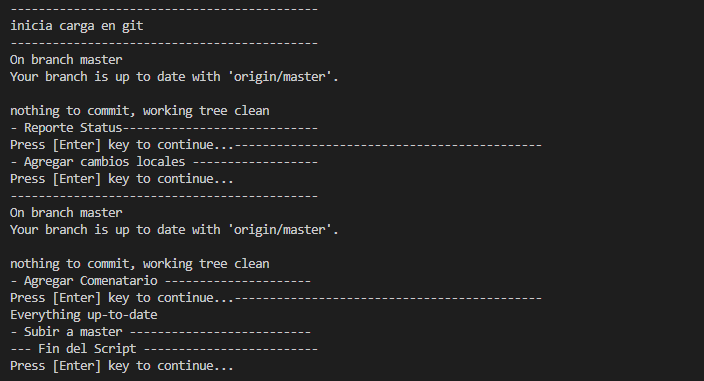 --------------------------------------------
inicia carga en git
--------------------------------------------
On branch master
Your branch is up to date with 'origin/master'.
nothing to commit, working tree clean
- Reporte Status----------------------------
Press [Enter] key to continue...--------------------------------------------
- Agregar cambios locales ------------------
Press [Enter] key to continue...
--------------------------------------------
On branch master
Your branch is up to date with 'origin/master'.
nothing to commit, working tree clean
- Agregar Comenatario ---------------------
Press [Enter] key to continue...--------------------------------------------
Everything up-to-date
- Subir a master --------------------------
--- Fin del Script -------------------------
Press [Enter] key to continue...